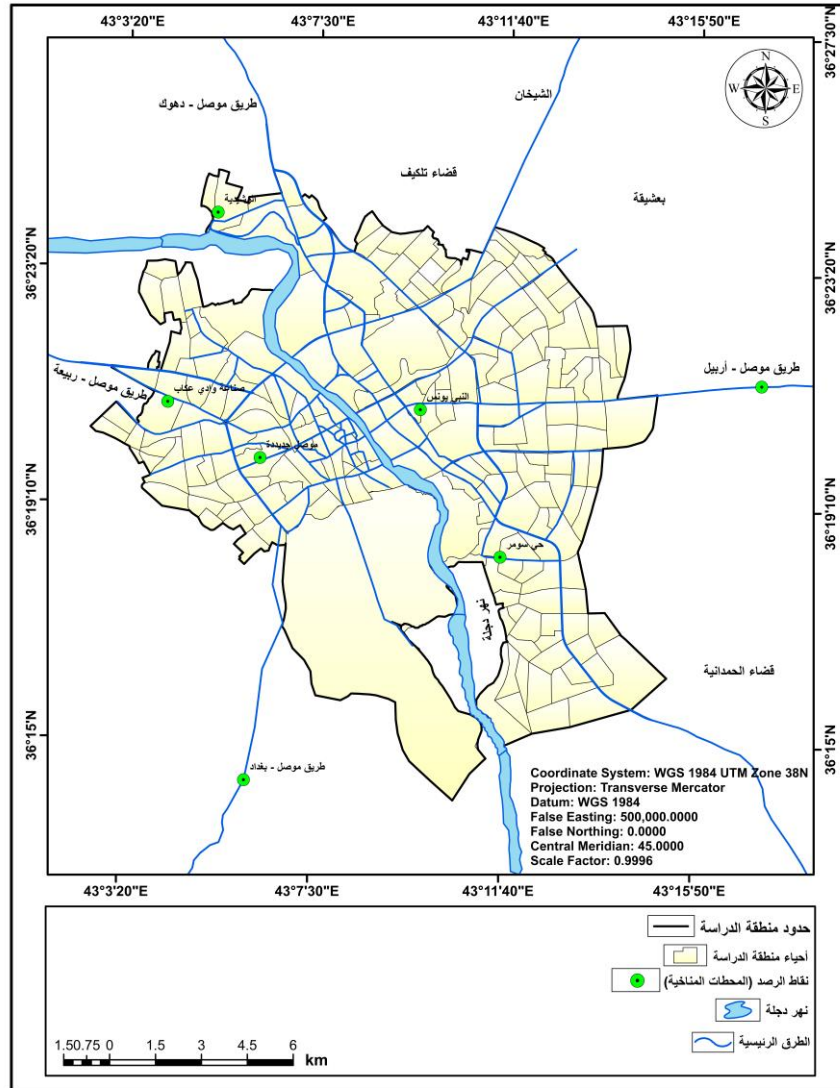 43°3'20"E 43°7'30"E 43°11'40"E 43°15'50"E
36°27'30"N
N
W E
S
الشيخان
طريق موصل - دهوك
قضاء تلكيف
بعشيقة
الرشيدية
36°23'20"N 36°23'20"N
طريق موصل - أربيل
طريق موصل - ربيعة
صناعة وادي عكاب
النبي يونس
موصل جديدة
36°19'10"N 36°19'10"N
حي سومر
نهر دجلة
قضاء الحمدانية
36°15'N 36°15'N
طريق موصل - بغداد
Coordinate System: WGS 1984 UTM Zone 38N
Projection: Transverse Mercator
Datum: WGS 1984
False Easting: 500,000.0000
False Northing: 0.0000
Central Meridian: 45.0000
Scale Factor: 0.9996
43°3'20"E 43°7'30"E 43°11'40"E 43°15'50"E
حدود منطقة الدراسة
أحياء منطقة الدراسة
نقاط الرصد (المحطات المناخية)
نهر دجلة
الطرق الرئيسية
1.50.75 0 1.5 3 4.5 6
km